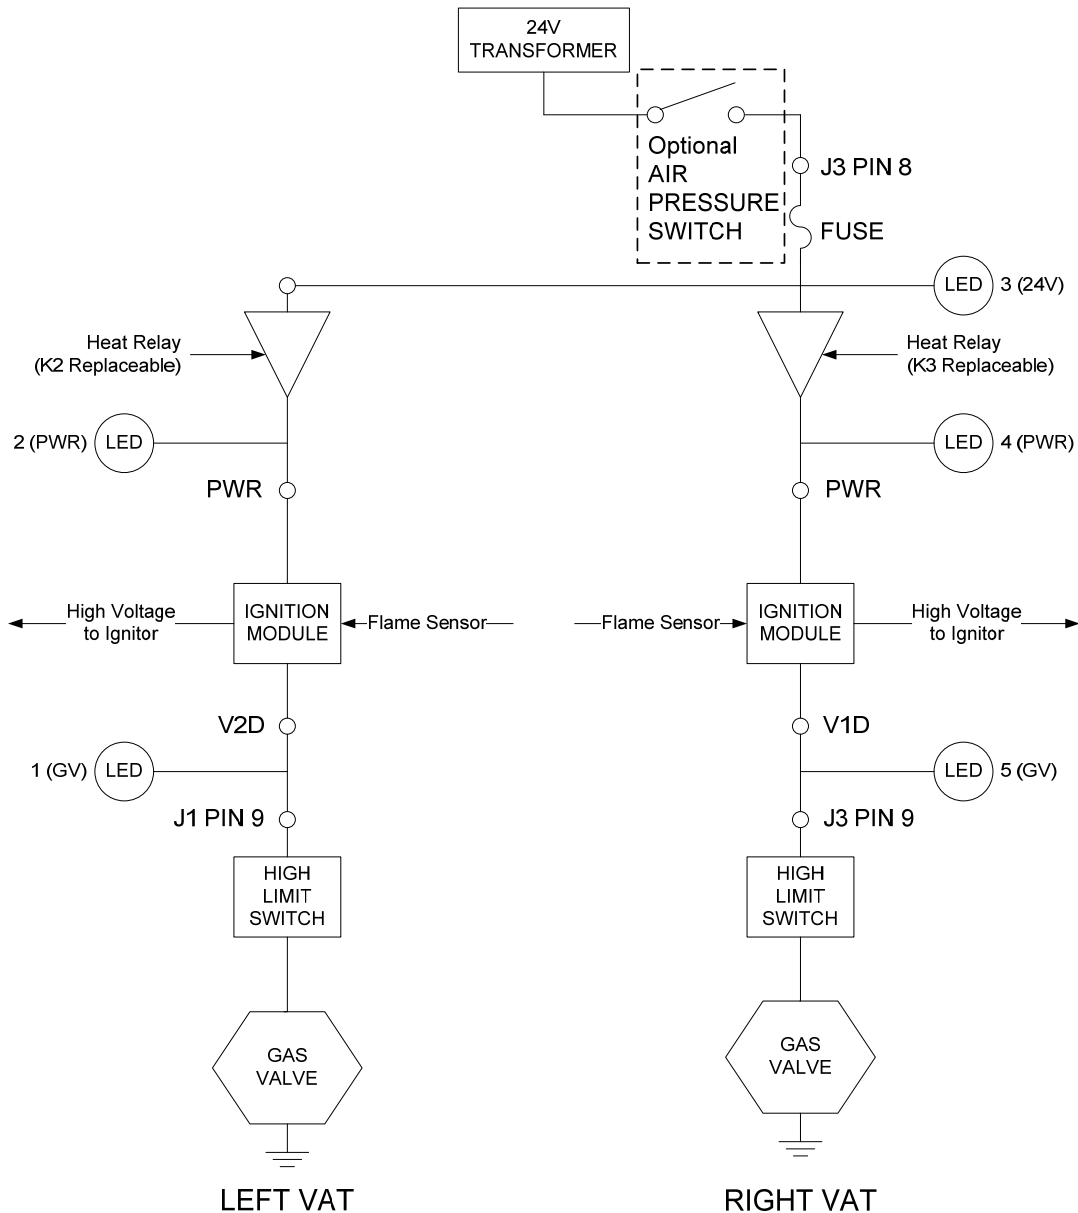 24V
TRANSFORMER
Optional
AIR
PRESSURE
SWITCH
J3 PIN 8
FUSE
LED 3 (24V)
Heat Relay
(K2 Replaceable)
Heat Relay
(K3 Replaceable)
2 (PWR) LED
LED 4 (PWR)
PWR
PWR
High Voltage
to Ignitor
IGNITION
MODULE
Flame Sensor
Flame Sensor
IGNITION
MODULE
High Voltage
to Ignitor
V2D
V1D
1 (GV) LED
LED 5 (GV)
J1 PIN 9
J3 PIN 9
HIGH
LIMIT
SWITCH
HIGH
LIMIT
SWITCH
GAS
VALVE
GAS
VALVE
LEFT VAT
RIGHT VAT